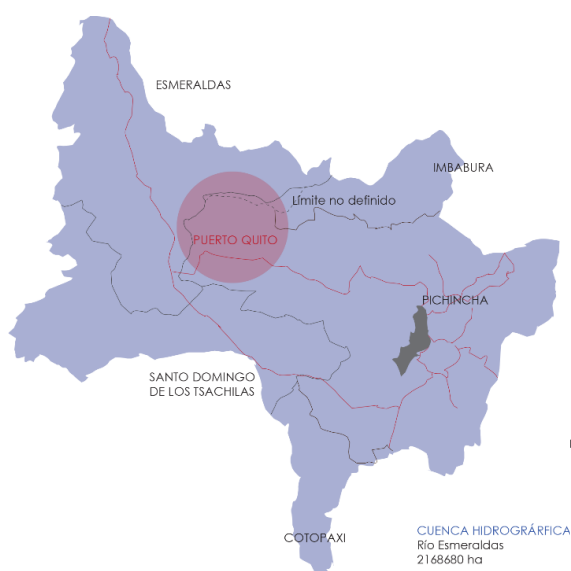 ESMERALDAS
IMBABURA
Límite no definido
PUERTO QUITO
PICHINCHA
SANTO DOMINGO
DE LOS TSACHILAS
COTOPAXI
CUENCA HIDROGRÁRFICA
Río Esmeraldas
2168680 ha